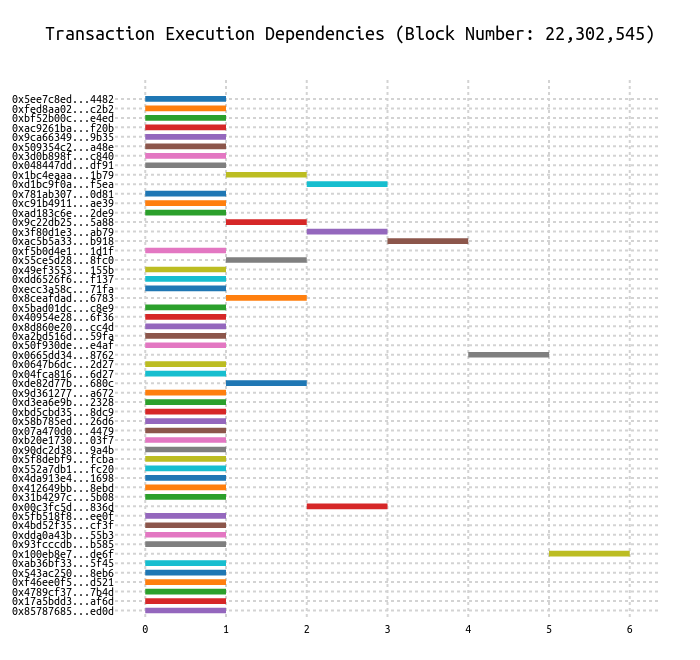 Transaction Execution Dependencies (Block Number: 22,302,545)
0x5ee7c8ed...4482
0xfed8aa02...c2b2
0xbf52b00c...e4ed
0xac9261ba...f20b
0x9ca66349...9b35
0x509354c2...a48e
0x3d0b898f...c840
0x048447dd...df91
0x1bc4eaaa...1b79
0xd1bc9f0a...f5ea
0x781ab307...0d81
0xc91b4911...ae39
0xad183c6e...2de9
0x9c22db25...5a88
0x3f80d1e3...ab79
0xac5b5a33...b918
0xf5b0d4e1...1d1f
0x55ce5d28...8fc0
0x49ef3553...155b
0xdd6526f6...f137
0xecc3a58c...71fa
0x8ceafdad...6783
0x5bad01dc...c8e9
0x40954e28...6f36
0x8d860e20...cc4d
0xa2bd516d...59fa
0x50f930de...e4af
0x0665dd34...8762
0x0647b6dc...2d27
0x04fca816...6d27
0xde82d77b...680c
0x9d361277...a672
0xd3ea6e9b...2328
0xbd5cbd35...8dc9
0x58b785ed...26d6
0x07a470d0...4479
0xb20e1730...03f7
0x90dc2d38...9a4b
0x5f8debf9...fcba
0x552a7db1...fc20
0x4da913e4...1698
0x412649bb...8ebd
0x31b4297c...5b08
0x00c3fc5d...836d
0x5fb518f8...ee0f
0x4bd52f35...cf3f
0xdda0a43b...55b3
0x93fcccdb...b585
0x100eb8e7...de6f
0xab36bf33...5f45
0x543ac250...8eb6
0xf46ee0f5...d521
0x4789cf37...7b4d
0x17a5bdd3...af6d
0x85787685...ed0d
0 1 2 3 4 5 6